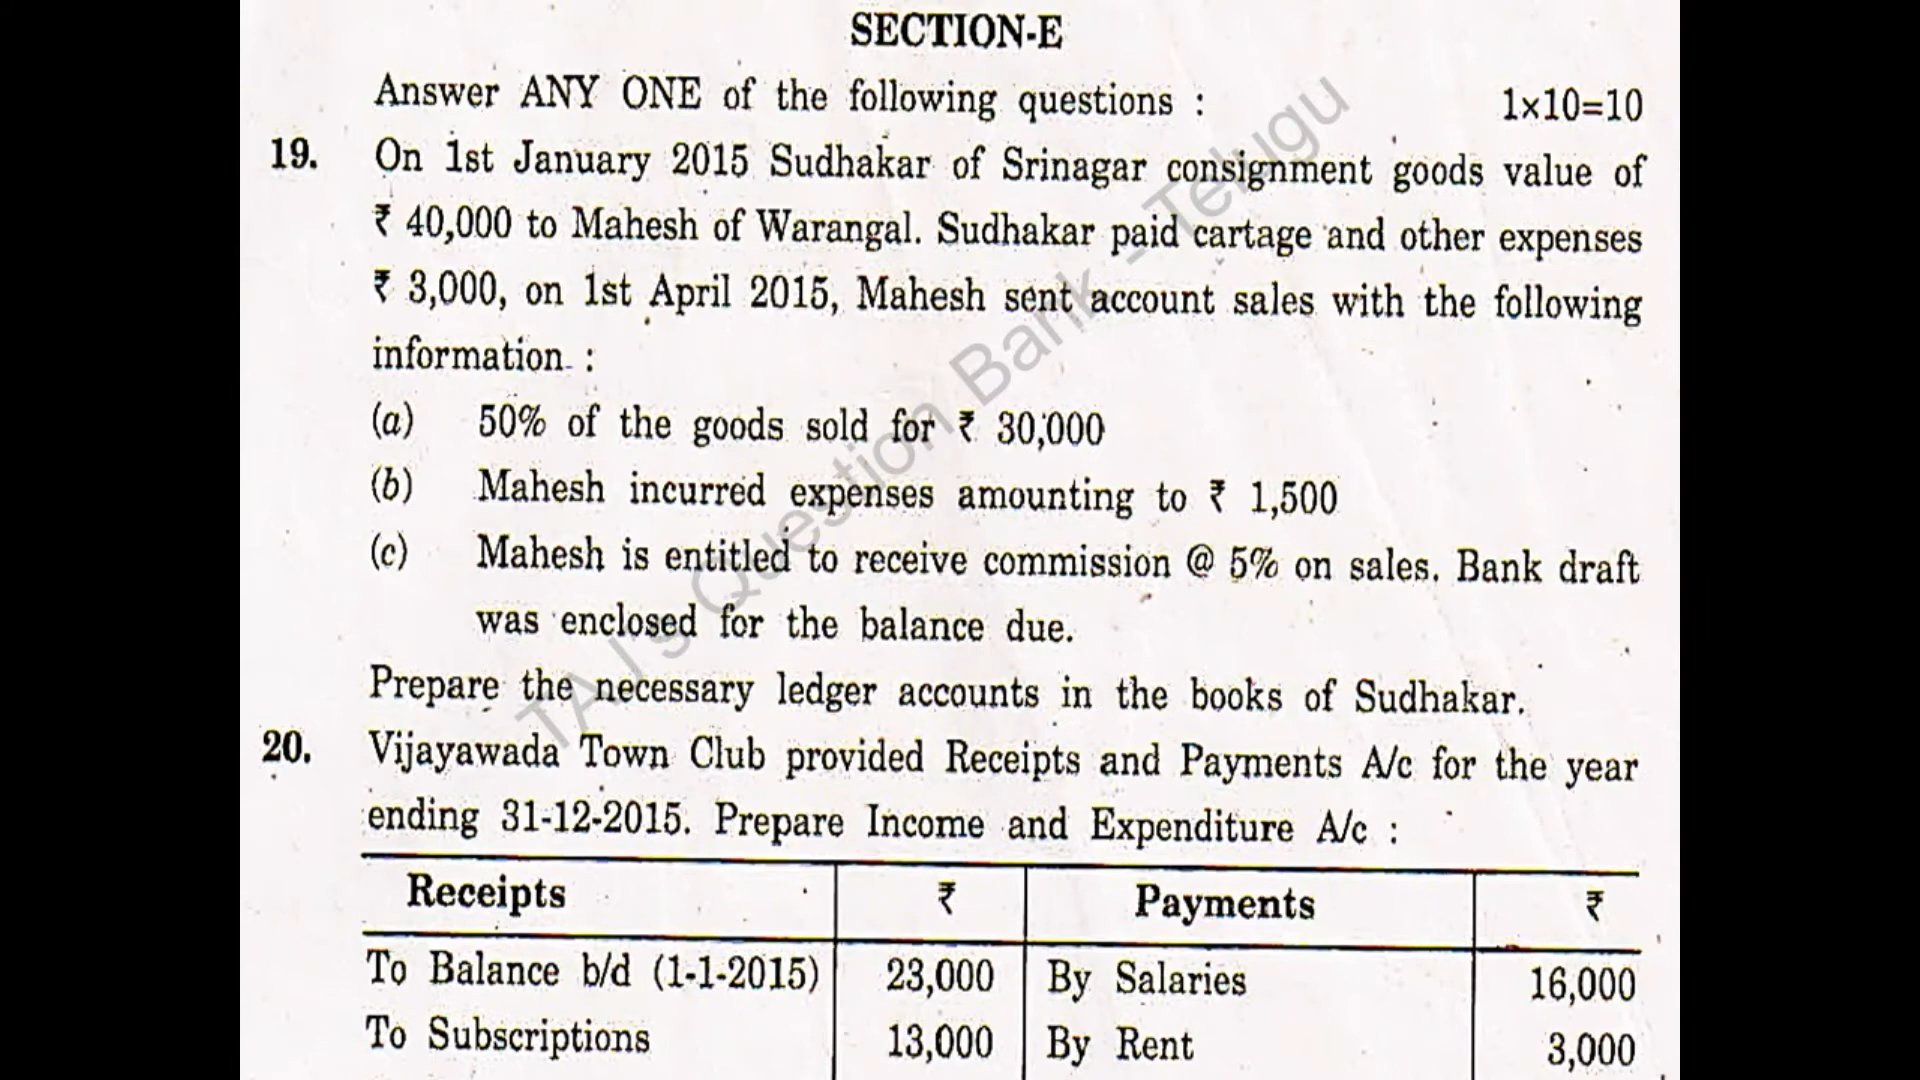 SECTION-E
Answer ANY ONE of the following questions : 1×10=10
19. On 1st January 2015 Sudhakar of Srinagar consignment goods value of
₹ 40,000 to Mahesh of Warangal. Sudhakar paid cartage and other expenses
₹ 3,000, on 1st April 2015, Mahesh sent account sales with the following
information :
(a) 50% of the goods sold for ₹ 30,000
(b) Mahesh incurred expenses amounting to ₹ 1,500
(c) Mahesh is entitled to receive commission @ 5% on sales. Bank draft
was enclosed for the balance due.
Prepare the necessary ledger accounts in the books of Sudhakar.
20. Vijayawada Town Club provided Receipts and Payments A/c for the year
ending 31-12-2015. Prepare Income and Expenditure A/c :
Receipts ₹ Payments ₹
To Balance b/d (1-1-2015) 23,000 By Salaries 16,000
To Subscriptions 13,000 By Rent 3,000
TAJ's Question Bank - Telugu